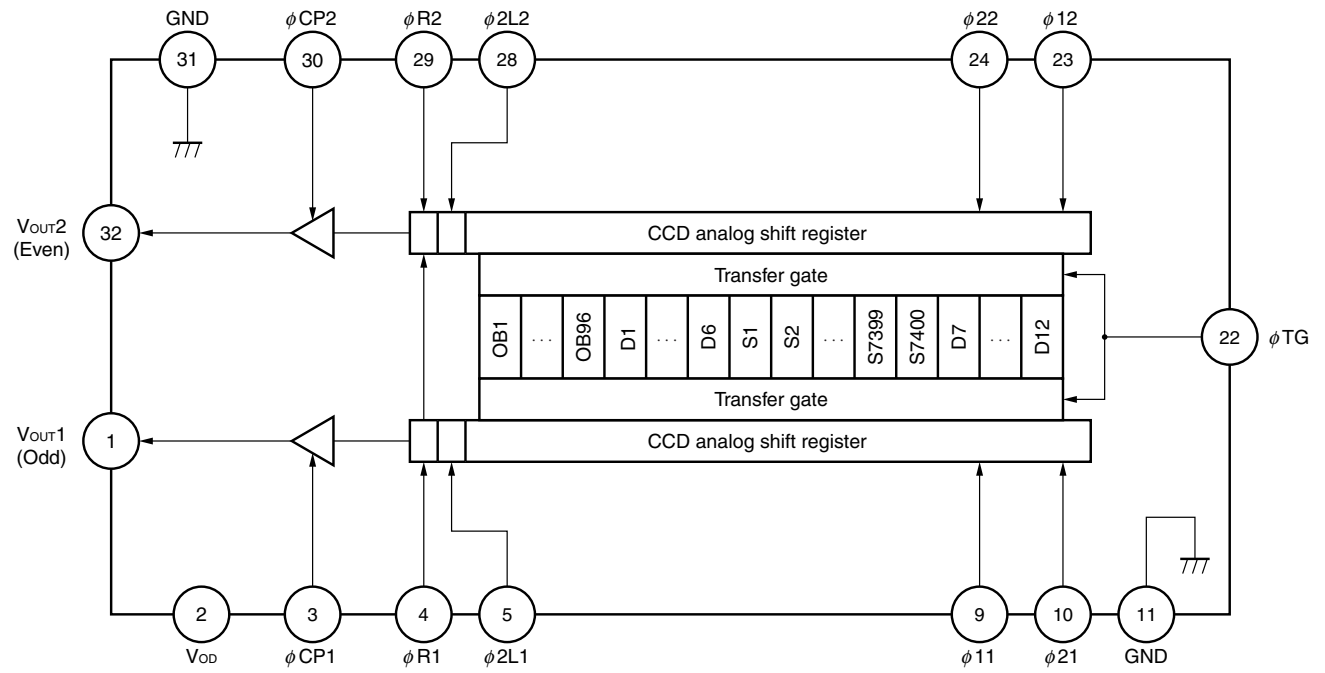 GND
φCP2
φR2
φ2L2
φ22
φ12
31
30
29
28
24
23
VOUT2
(Even)
32
CCD analog shift register
Transfer gate
OB1
...
OB96
D1
...
D6
S1
S2
...
S7399
S7400
D7
...
D12
22
φTG
Transfer gate
VOUT1
(Odd)
1
CCD analog shift register
2
3
4
5
9
10
11
VOD
φCP1
φR1
φ2L1
φ11
φ21
GND